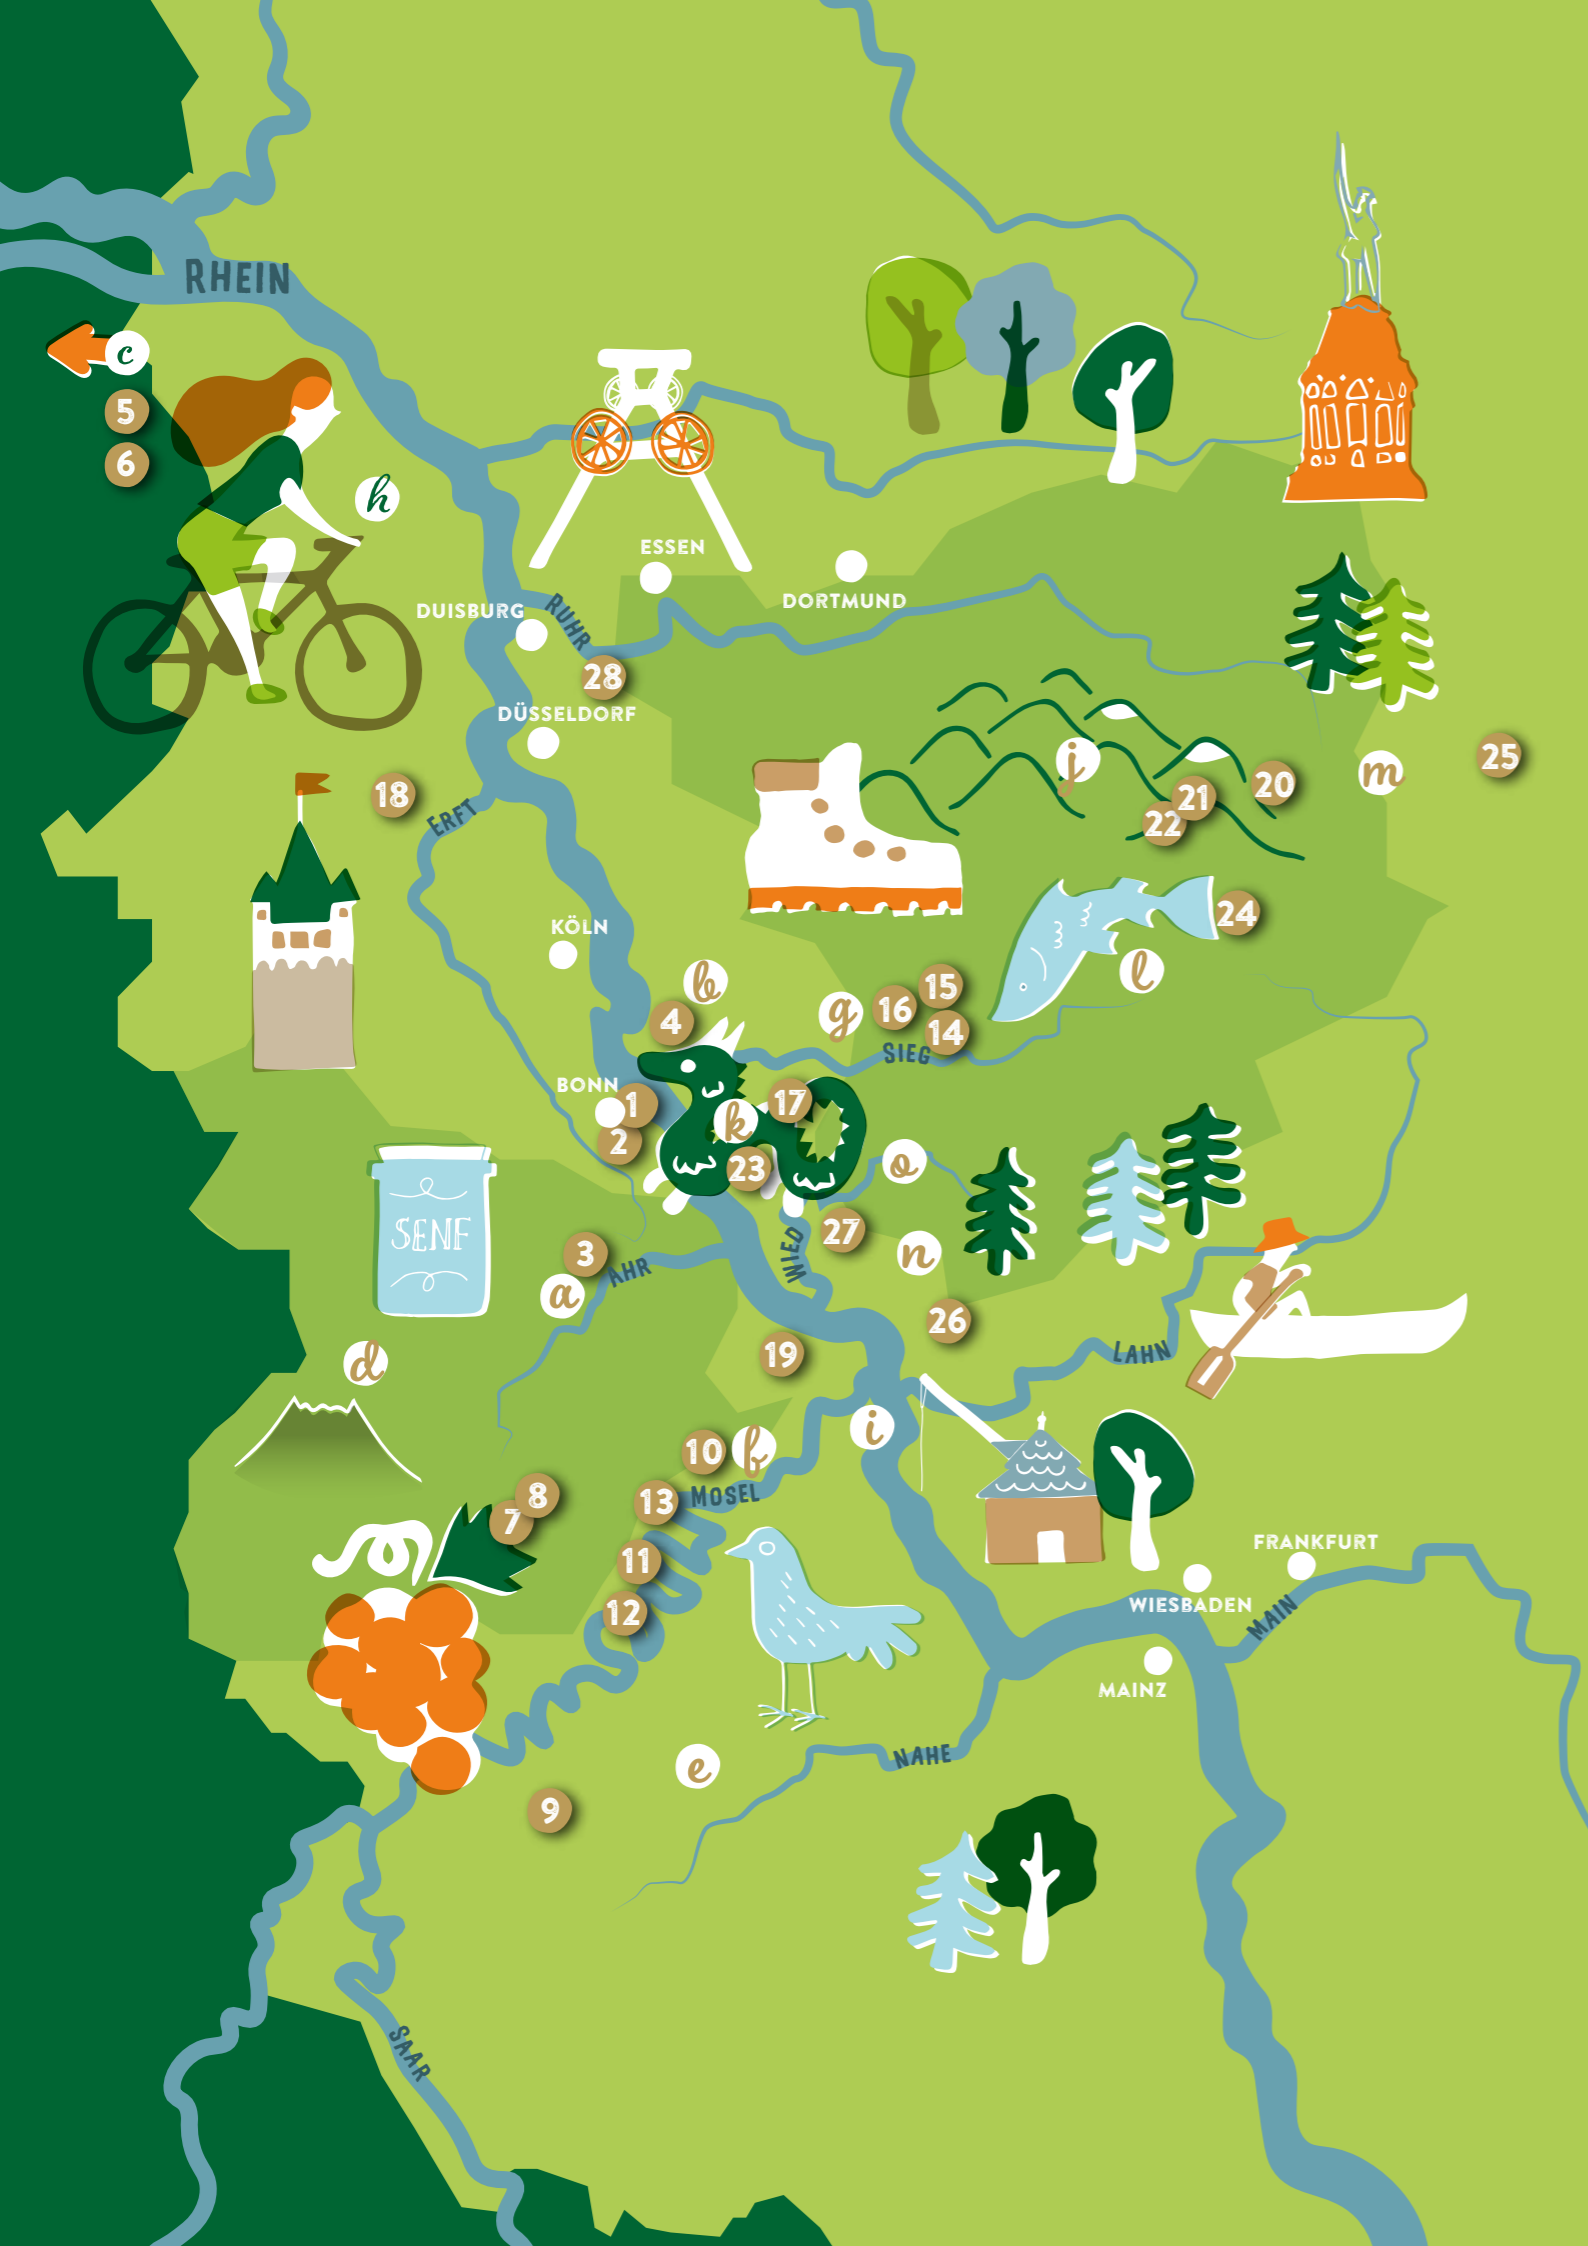 RHEIN
c
5
6
h
ESSEN
DORTMUND
DUISBURG
RUHR
28
DÜSSELDORF
18
ERFT
j
m
25
20
21
22
24
KÖLN
b
l
4
g
16
15
14
SIEG
BONN
1
2
k
17
23
o
SENF
27
WIED
n
3
AHR
a
26
19
LAHN
d
i
10
f
13
MOSEL
8
7
11
12
FRANKFURT
WIESBADEN
MAIN
MAINZ
NAHE
e
9
SAAR